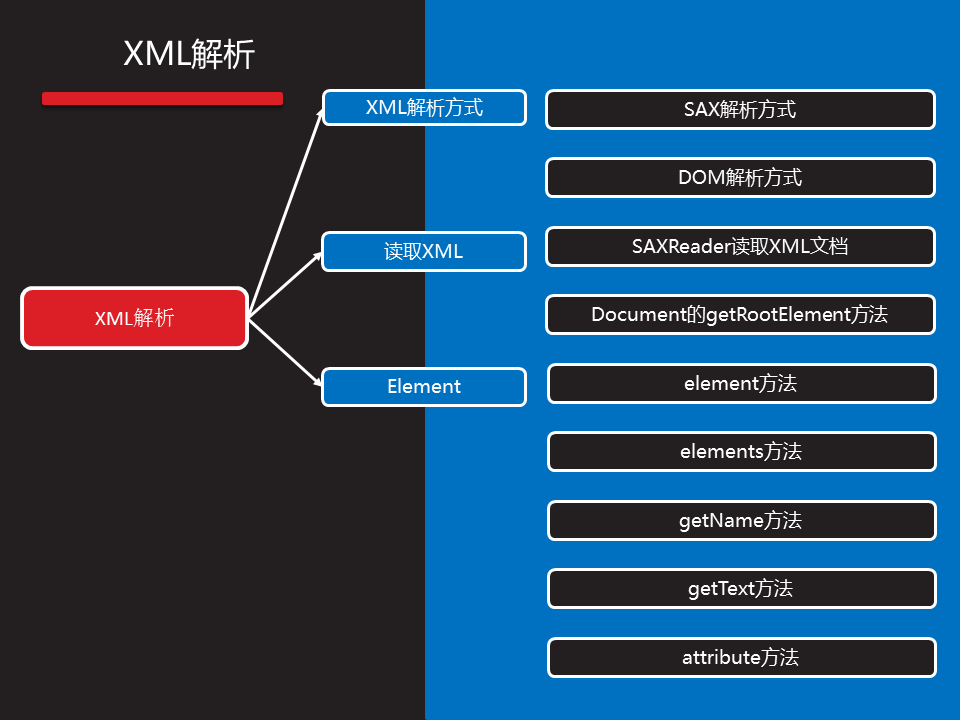 XML解析
XML解析方式
SAX解析方式
DOM解析方式
读取XML
SAXReader读取XML文档
XML解析
Document的getRootElement方法
Element
element方法
elements方法
getName方法
getText方法
attribute方法